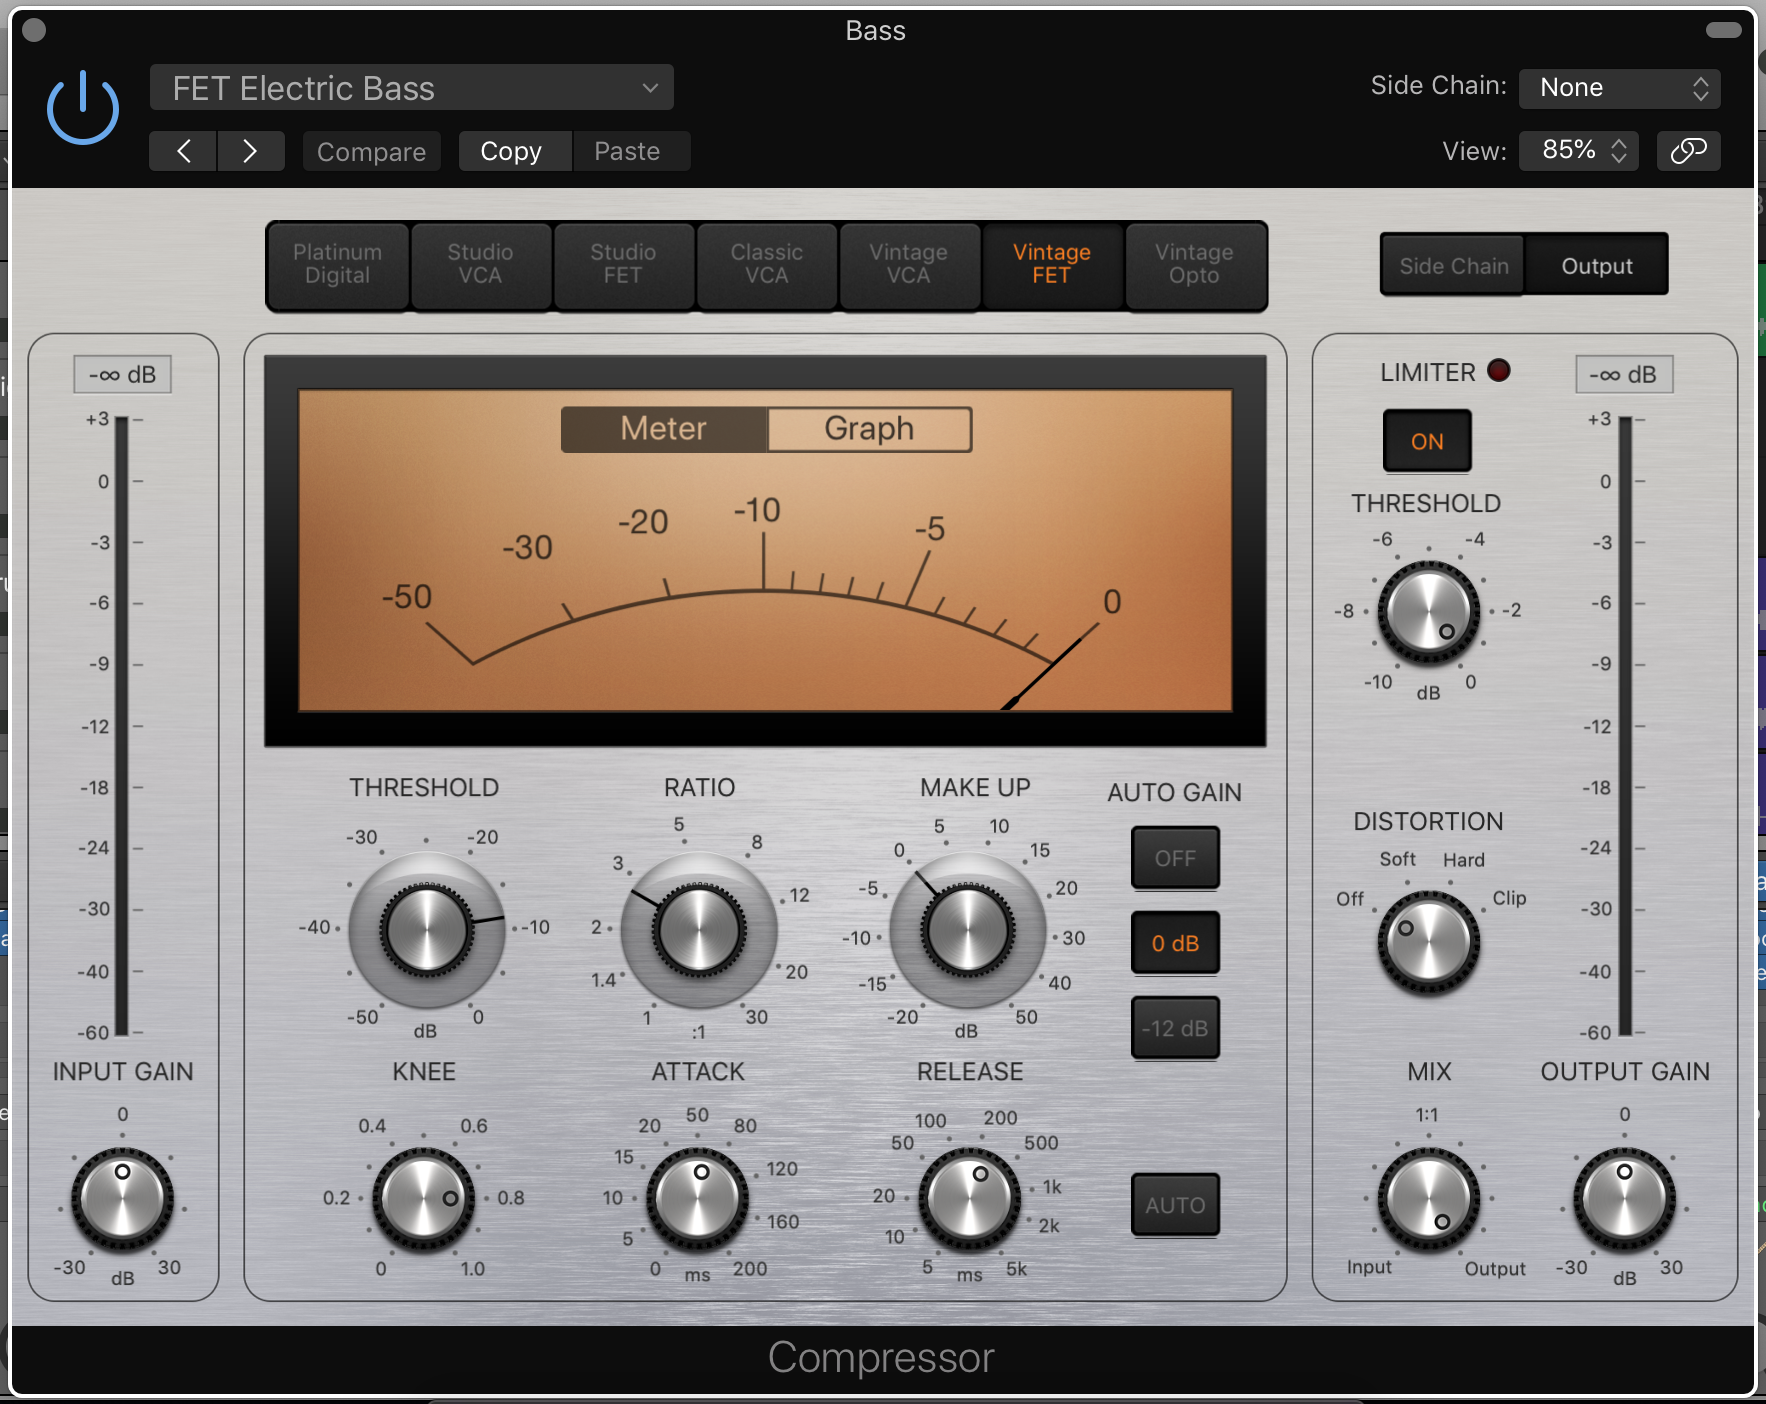 Bass
FET Electric Bass
Side Chain: None
Compare Copy Paste
View: 85%
Platinum Digital
Studio VCA
Studio FET
Classic VCA
Vintage VCA
Vintage FET
Vintage Opto
Side Chain Output
-∞ dB
+3
0
-3
-6
-9
-12
-18
-24
-30
-40
-60
INPUT GAIN
0
-30 dB 30
Meter Graph
-50 -30 -20 -10 -5 0
THRESHOLD
-30 -20
-40 -10
-50 dB 0
RATIO
5
3 8
2 12
1.4 20
1 :1 30
MAKE UP
5 10
0 15
-5 20
-10 30
-15 40
-20 dB 50
AUTO GAIN
OFF
0 dB
-12 dB
KNEE
0.4 0.6
0.2 0.8
0 1.0
ATTACK
50
20 80
15 120
10 160
5
0 ms 200
RELEASE
100 200
50 500
20 1k
10 2k
5 ms 5k
AUTO
LIMITER
ON
THRESHOLD
-6 -4
-8 -2
-10 dB 0
DISTORTION
Soft Hard
Off Clip
MIX
1:1
Input Output
-∞ dB
+3
0
-3
-6
-9
-12
-18
-24
-30
-40
-60
OUTPUT GAIN
0
-30 dB 30
Compressor